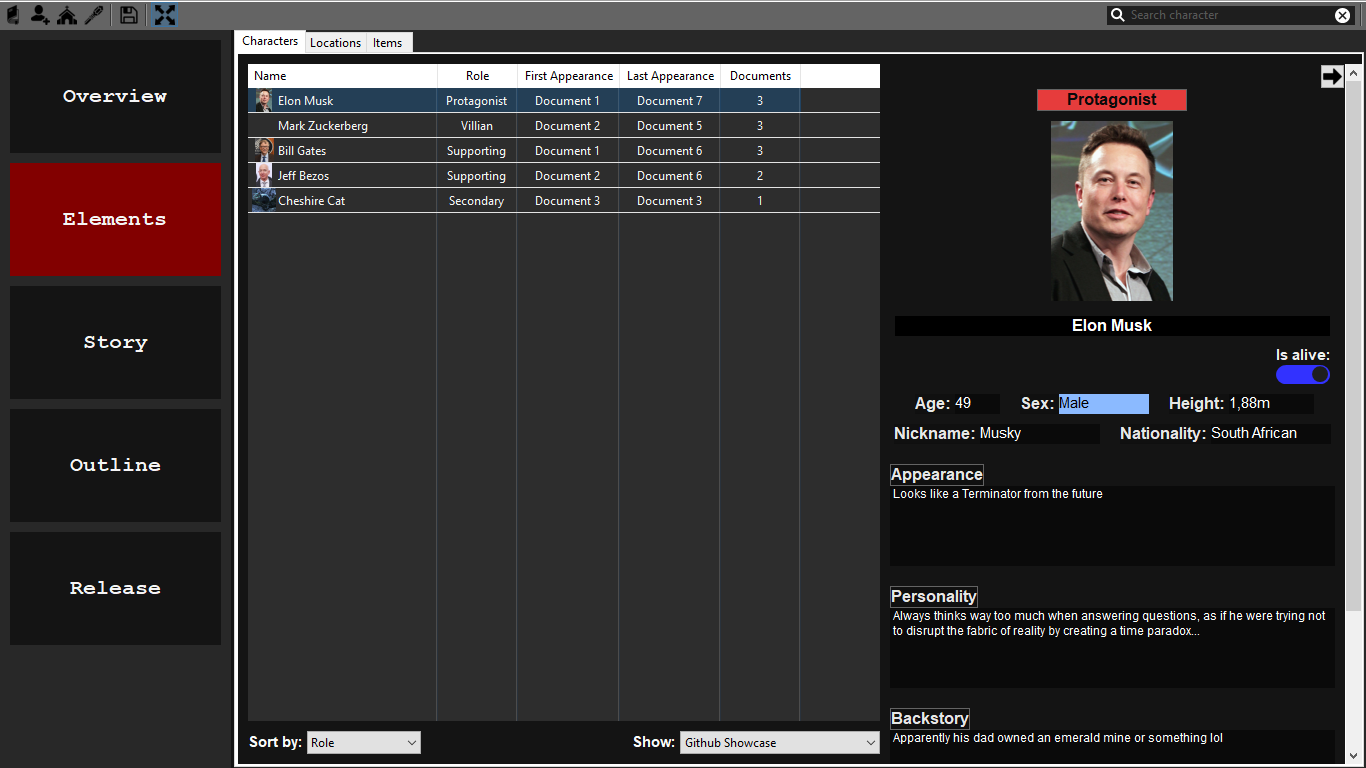 Search character
Overview
Elements
Story
Outline
Release
Characters Locations Items
Name Role First Appearance Last Appearance Documents
Elon Musk Protagonist Document 1 Document 7 3
Mark Zuckerberg Villian Document 2 Document 5 3
Bill Gates Supporting Document 1 Document 6 3
Jeff Bezos Supporting Document 2 Document 6 2
Cheshire Cat Secondary Document 3 Document 3 1
Sort by: Role Show: Github Showcase
Protagonist
Elon Musk
Is alive:
Age: 49 Sex: Male Height: 1,88m
Nickname: Musky Nationality: South African
Appearance
Looks like a Terminator from the future
Personality
Always thinks way too much when answering questions, as if he were trying not
to disrupt the fabric of reality by creating a time paradox...
Backstory
Apparently his dad owned an emerald mine or something lol